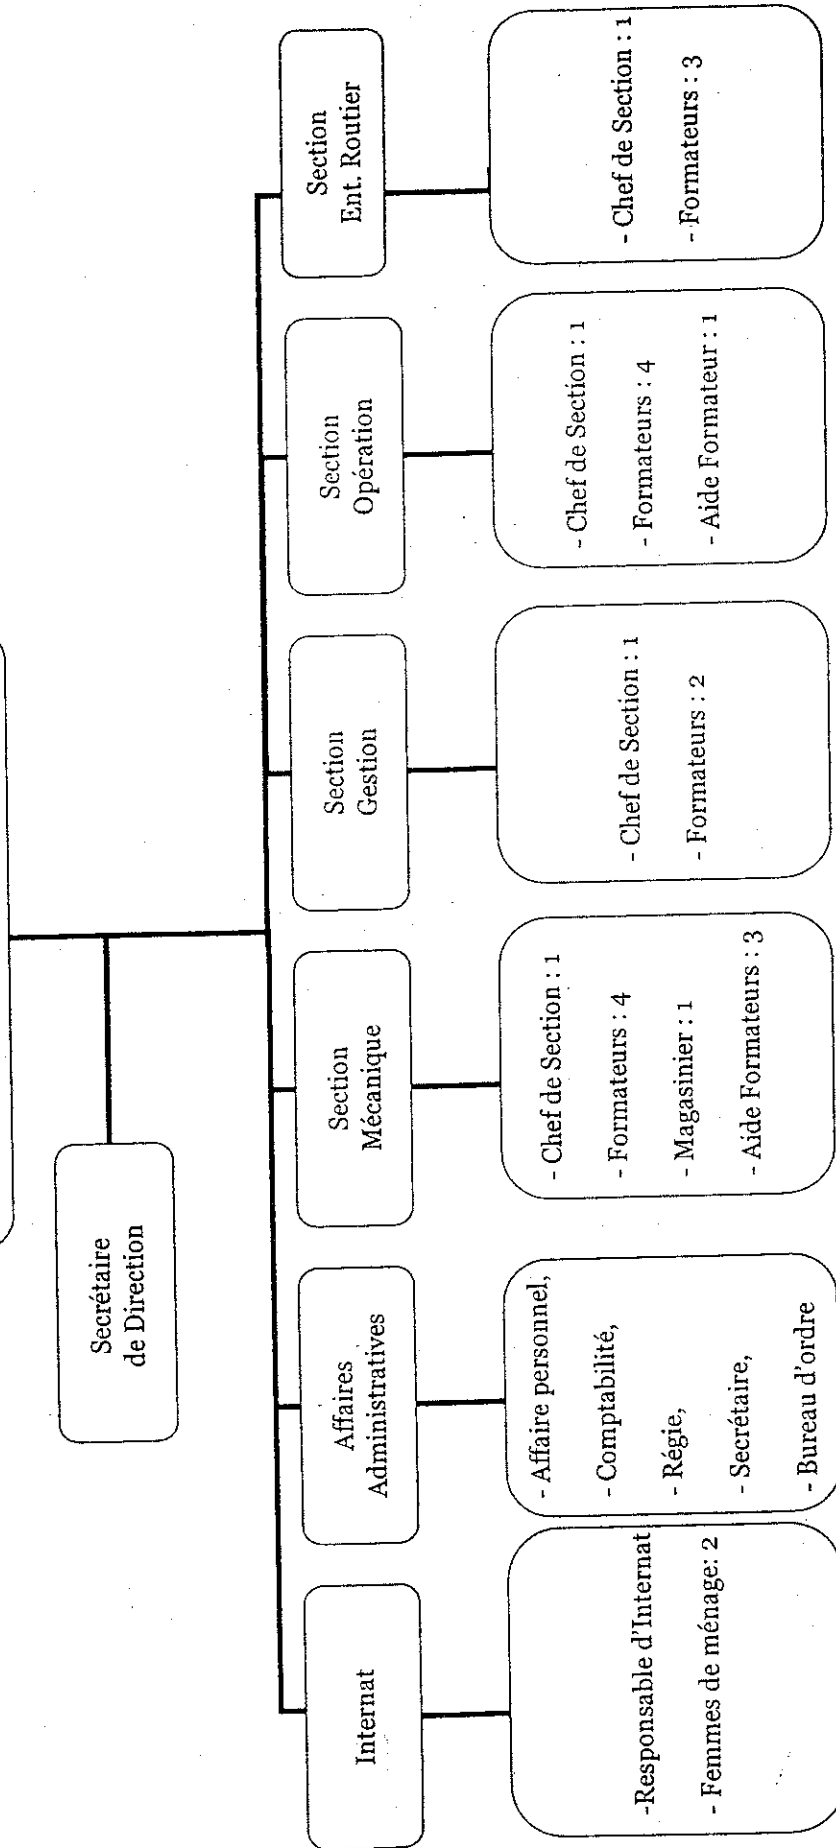 Secrétaire
de Direction
Internat
Affaires
Administratives
Section
Mécanique
Section
Gestion
Section
Opération
Section
Ent. Routier
-Responsable d'Internat
- Femmes de ménage: 2
- Affaire personnel,
- Comptabilité,
- Régie,
- Secrétaire,
- Bureau d'ordre
- Chef de Section : 1
- Formateurs : 4
- Magasinier : 1
- Aide Formateurs : 3
- Chef de Section : 1
- Formateurs : 2
- Chef de Section : 1
- Formateurs : 4
- Aide Formateur : 1
- Chef de Section : 1
- Formateurs : 3